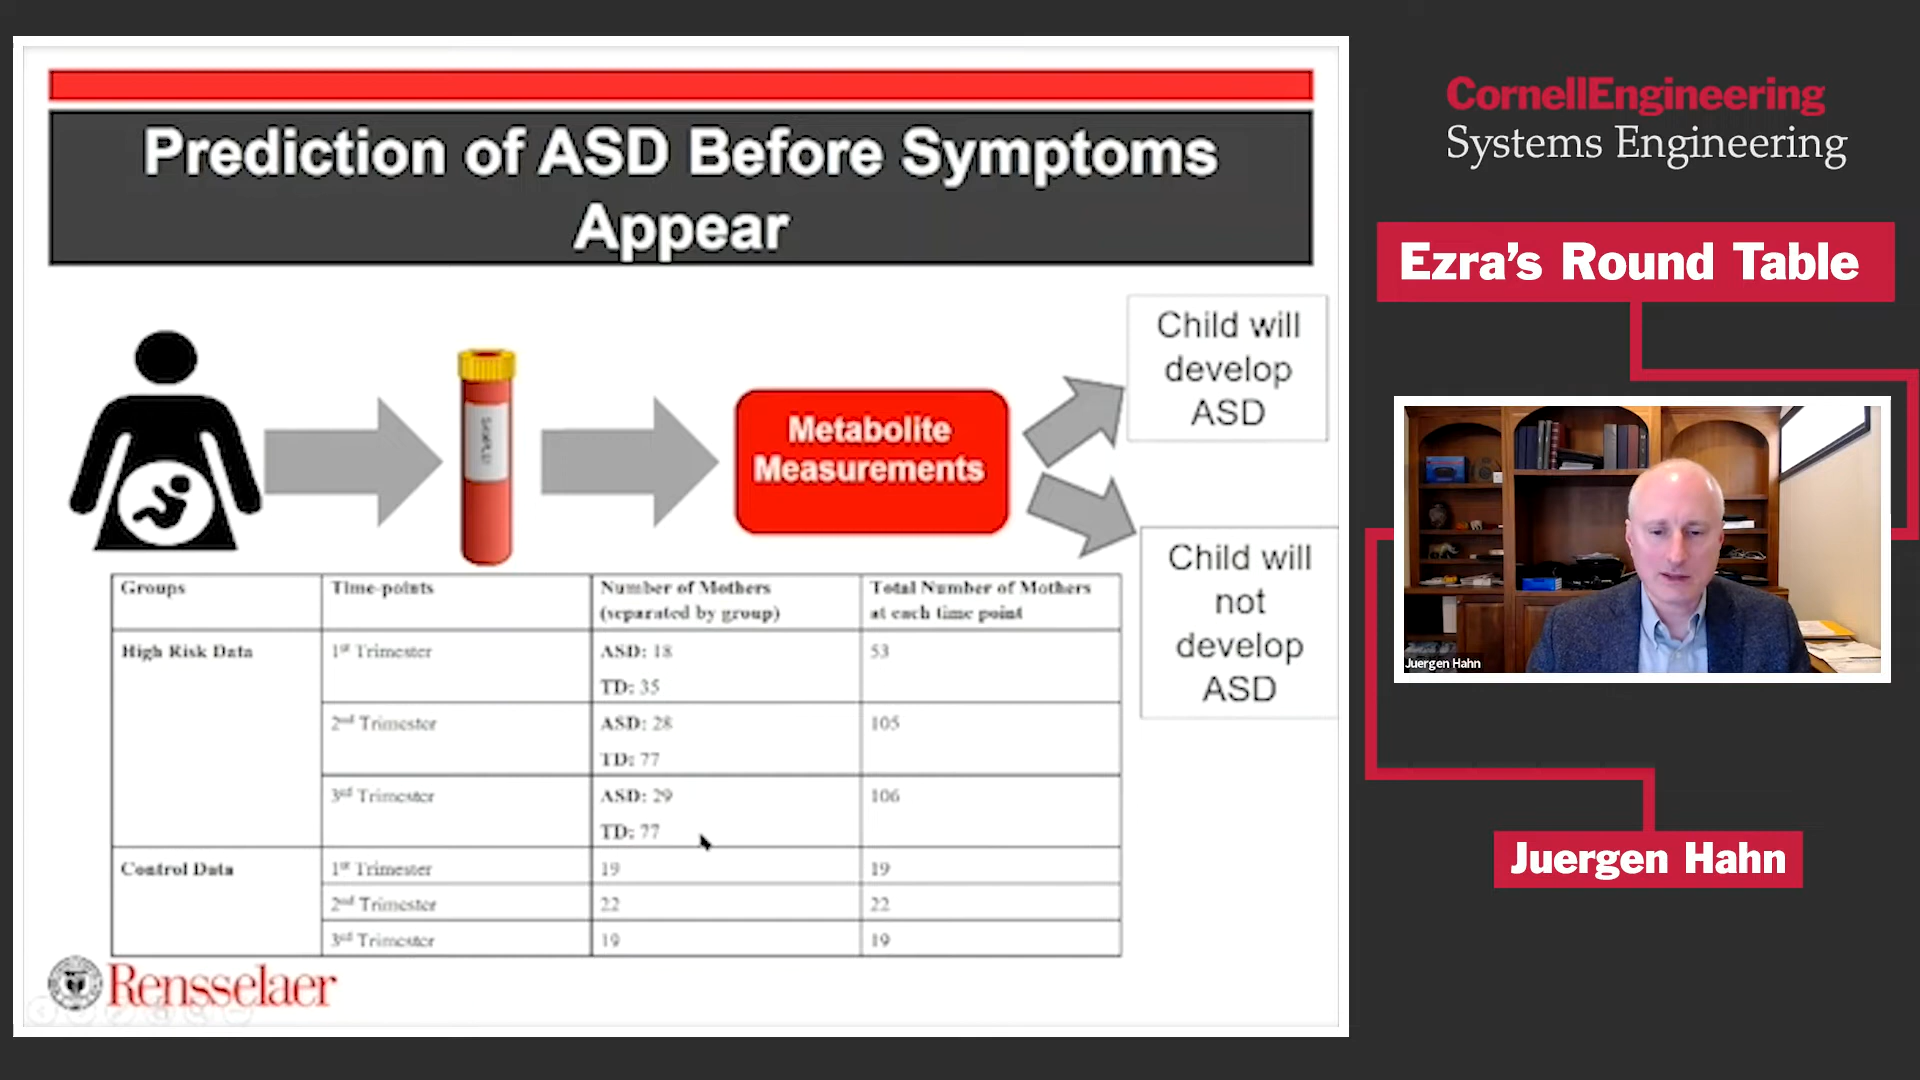 Prediction of ASD Before Symptoms
Appear
Metabolite
Measurements
Child will
develop
ASD
Child will
not
develop
ASD
Groups
Time-points
Number of Mothers
(separated by group)
Total Number of Mothers
at each time point
High Risk Data
1st Trimester
ASD: 18
TD: 35
53
2nd Trimester
ASD: 28
TD: 77
105
3rd Trimester
ASD: 29
TD: 77
106
Control Data
1st Trimester
19
19
2nd Trimester
22
22
3rd Trimester
19
19
Rensselaer
CornellEngineering
Systems Engineering
Ezra's Round Table
Juergen Hahn
Juergen Hahn